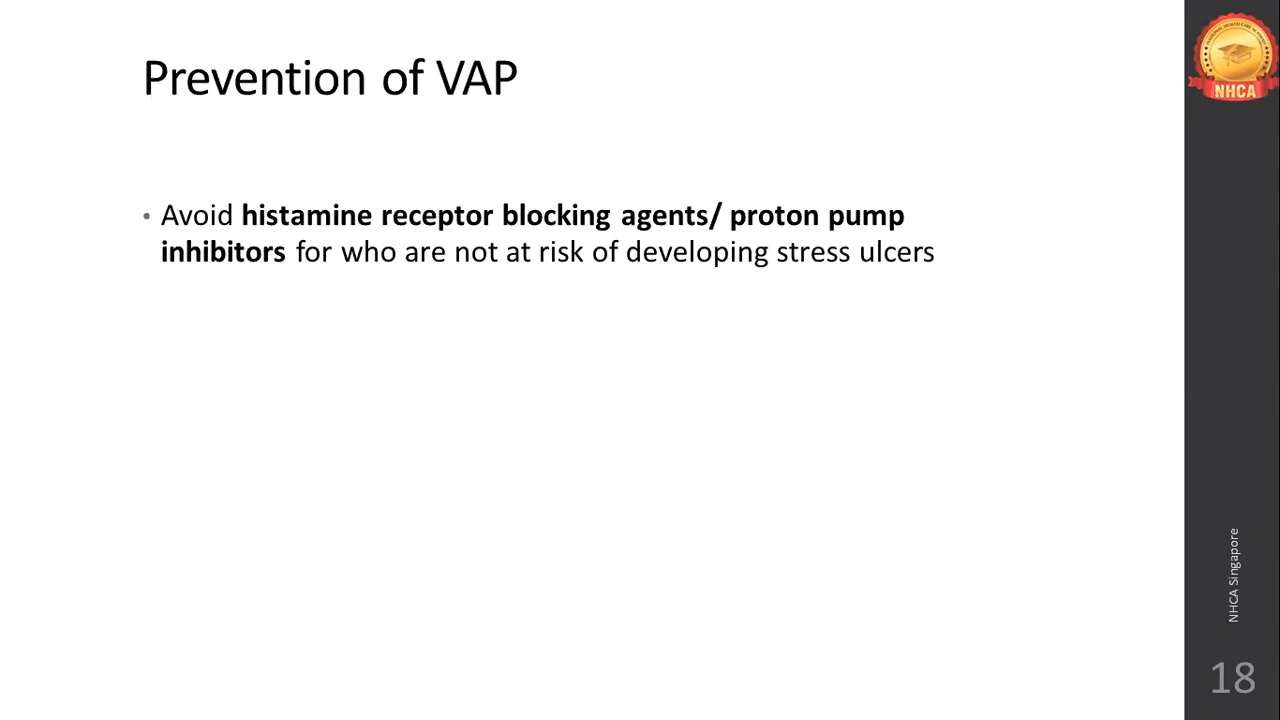 Prevention of VAP
• Avoid histamine receptor blocking agents/ proton pump
inhibitors for who are not at risk of developing stress ulcers
NHCA
NHCA Singapore
18